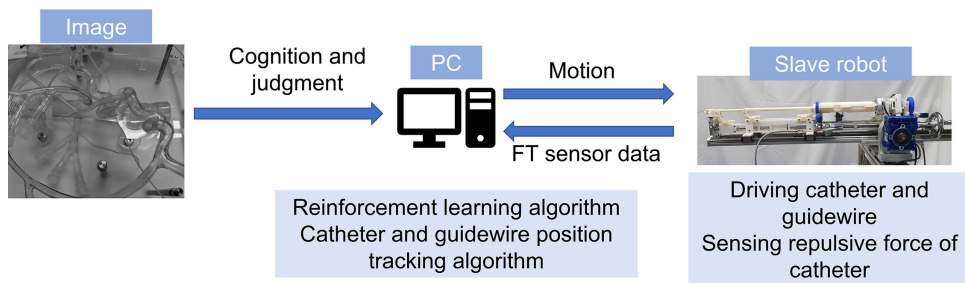 Image
Cognition and
judgment
PC
Motion
FT sensor data
Slave robot
Reinforcement learning algorithm
Catheter and guidewire position
tracking algorithm
Driving catheter and
guidewire
Sensing repulsive force of
catheter